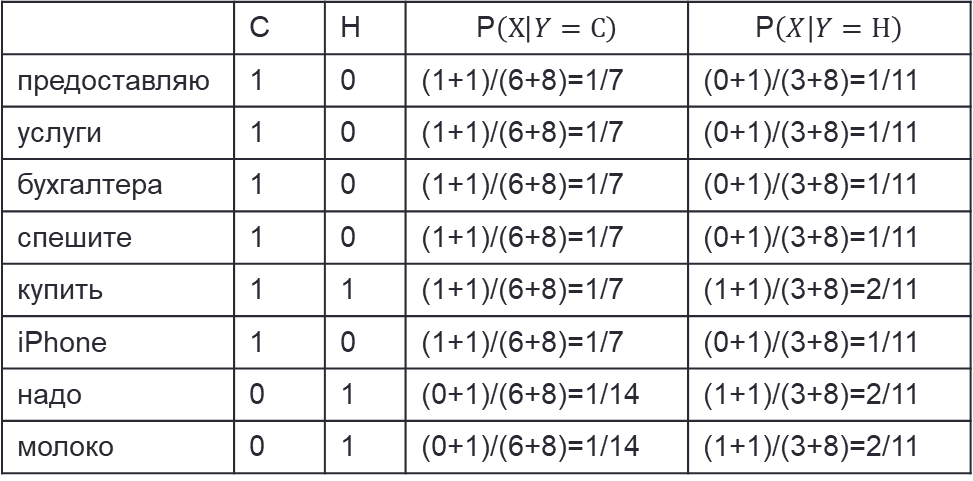 C H P(X|Y = C) P(X|Y = H)
предоставляю 1 0 (1+1)/(6+8)=1/7 (0+1)/(3+8)=1/11
услуги 1 0 (1+1)/(6+8)=1/7 (0+1)/(3+8)=1/11
бухгалтера 1 0 (1+1)/(6+8)=1/7 (0+1)/(3+8)=1/11
спешите 1 0 (1+1)/(6+8)=1/7 (0+1)/(3+8)=1/11
купить 1 1 (1+1)/(6+8)=1/7 (1+1)/(3+8)=2/11
iPhone 1 0 (1+1)/(6+8)=1/7 (0+1)/(3+8)=1/11
надо 0 1 (0+1)/(6+8)=1/14 (1+1)/(3+8)=2/11
молоко 0 1 (0+1)/(6+8)=1/14 (1+1)/(3+8)=2/11